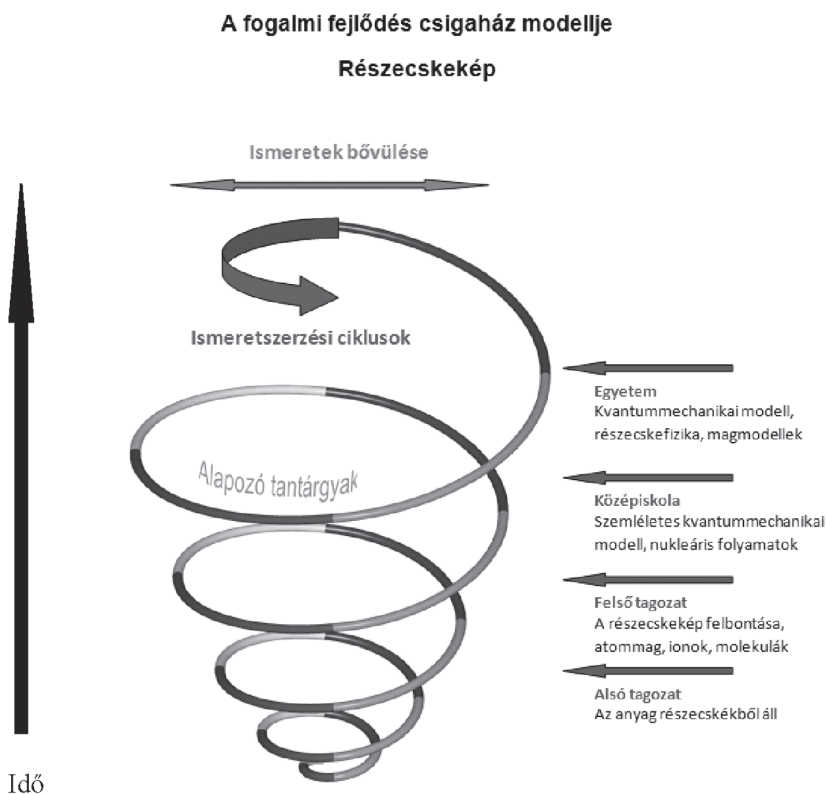 A fogalmi fejlődés csigaház modellje
Részecskekép
Ismeretek bővülése
Ismeretszerzési ciklusok
Alapozó tantárgyak
Egyetem
Kvantummechanikai modell,
részecskefizika, magmodellek
Középiskola
Szemléletes kvantummechanikai
modell, nukleáris folyamatok
Felső tagozat
A részecskekép felbontása,
atommag, ionok, molekulák
Alsó tagozat
Az anyag részecskékből áll
Idő